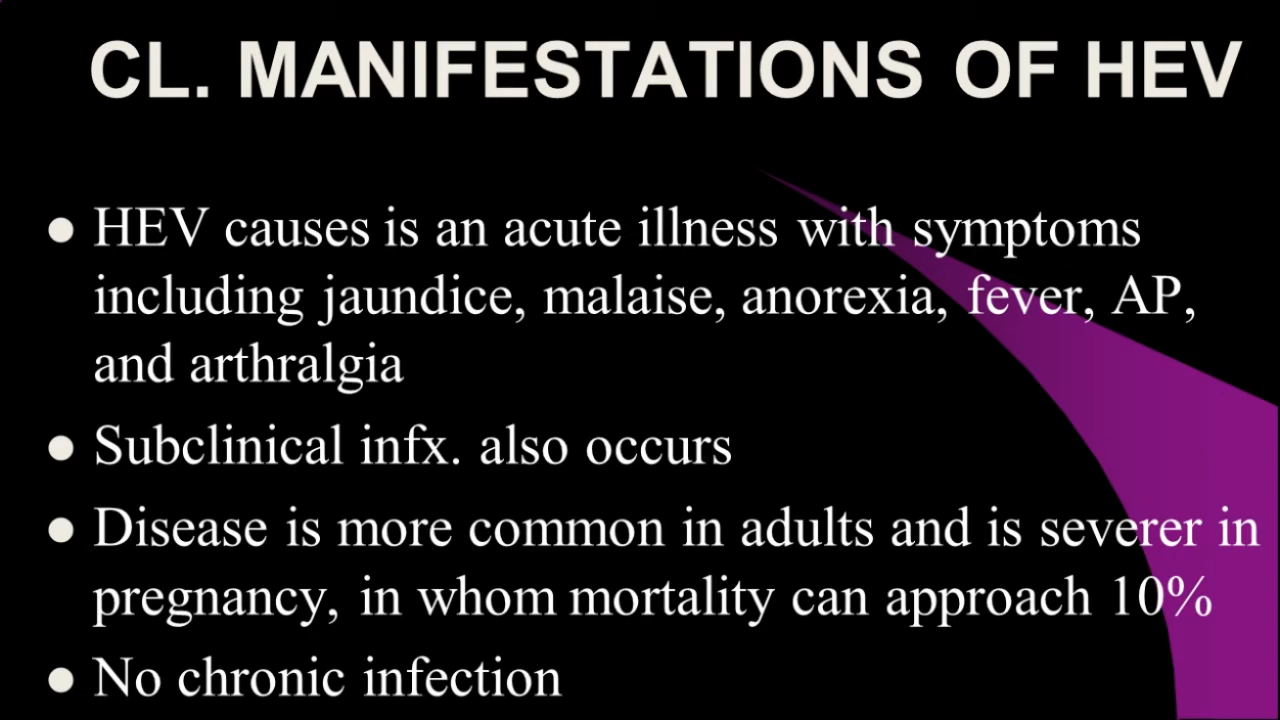 CL. MANIFESTATIONS OF HEV
● HEV causes is an acute illness with symptoms
including jaundice, malaise, anorexia, fever, AP,
and arthralgia
● Subclinical infx. also occurs
● Disease is more common in adults and is severer in
pregnancy, in whom mortality can approach 10%
● No chronic infection